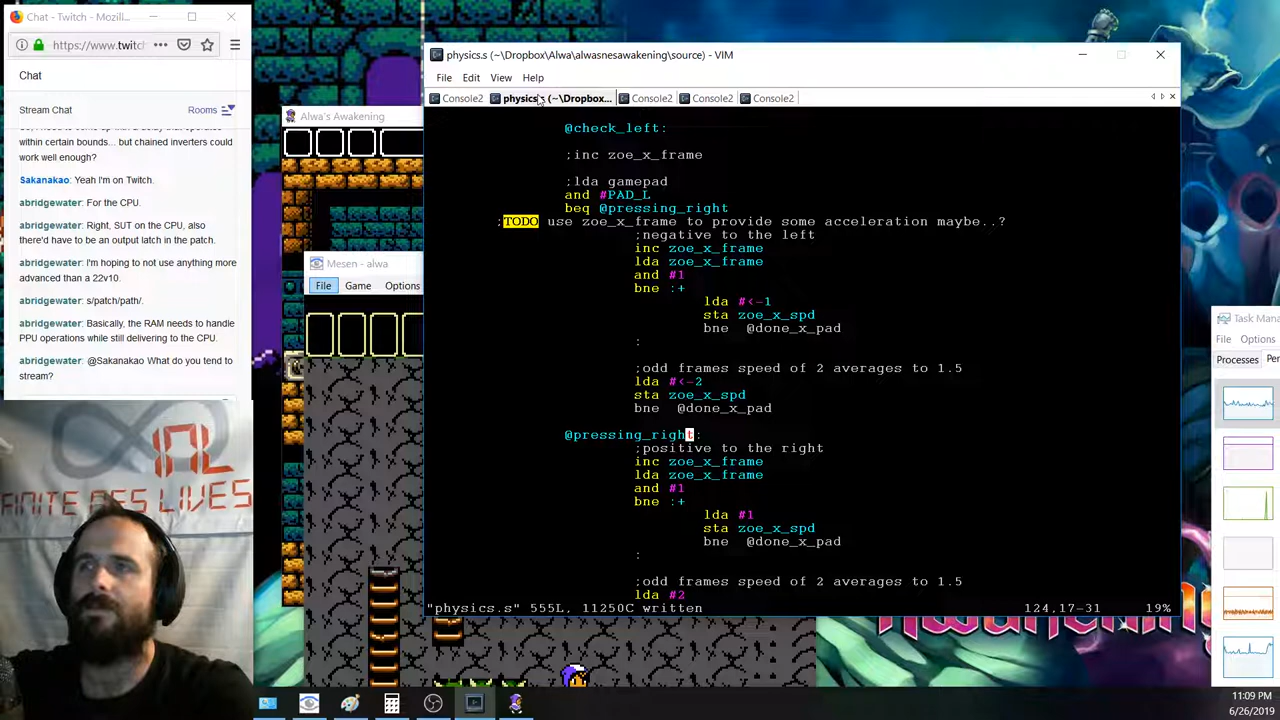 Chat - Twitch - Mozill...
https://www.twitc
Chat
Stream Chat
Rooms
within certain bounds... but chained inverters could
work well enough?
Sakanakao: Yeah I'm on Twitch.
abridgewater: For the CPU.
abridgewater: Right, SUT on the CPU, also
there'd have to be an output latch in the patch.
abridgewater: I'm hoping to not use anything more
advanced than a 22v10.
abridgewater: s/patch/path/.
abridgewater: Basically, the RAM needs to handle
PPU operations while still delivering to the CPU.
abridgewater: @Sakanakao What do you tend to
stream?
Alwa's Awakening
Mesen - alwa
File Game Options
physics.s (~\Dropbox\Alwa\alwasnesawakening\source) - VIM
File Edit View Help
Console2
physics.s (~\Dropbox...
Console2
Console2
Console2
@check_left:
;inc zoe_x_frame
;lda gamepad
and #PAD_L
beq @pressing_right
;TODO use zoe_x_frame to provide some acceleration maybe..?
;negative to the left
inc zoe_x_frame
lda zoe_x_frame
and #1
bne :+
lda #<-1
sta zoe_x_spd
bne @done_x_pad
:
;odd frames speed of 2 averages to 1.5
lda #<-2
sta zoe_x_spd
bne @done_x_pad
@pressing_right:
;positive to the right
inc zoe_x_frame
lda zoe_x_frame
and #1
bne :+
lda #1
sta zoe_x_spd
bne @done_x_pad
:
;odd frames speed of 2 averages to 1.5
lda #2
"physics.s" 555L, 11250C written
124,17-31
19%
Task Mana
File Options
Processes
Per
11:09 PM
6/26/2019